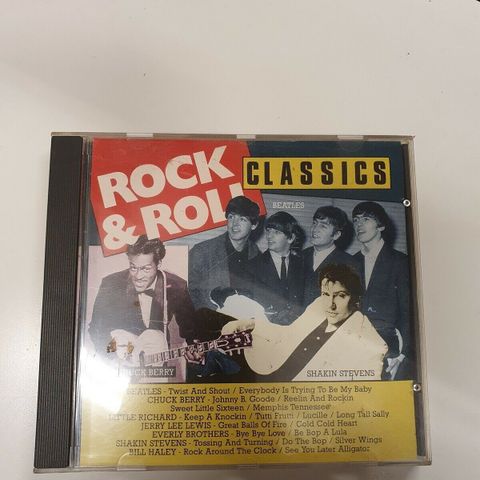 ROCK
& ROLL
CLASSICS
BEATLES
CHUCK BERRY
SHAKIN STEVENS
BEATLES - Twist And Shout / Everybody Is Trying To Be My Baby
CHUCK BERRY - Johnny B. Goode / Reelin And Rockin
Sweet Little Sixteen / Memphis Tennessee
LITTLE RICHARD - Keep A Knockin / Tutti Frutti / Lucille / Long Tall Sally
JERRY LEE LEWIS - Great Balls Of Fire / Cold Cold Heart
EVERLY BROTHERS - Bye Bye Love / Be Bop A Lula
SHAKIN STEVENS - Tossing And Turning / Do The Bop / Silver Wings
BILL HALEY - Rock Around The Clock / See You Later Alligator